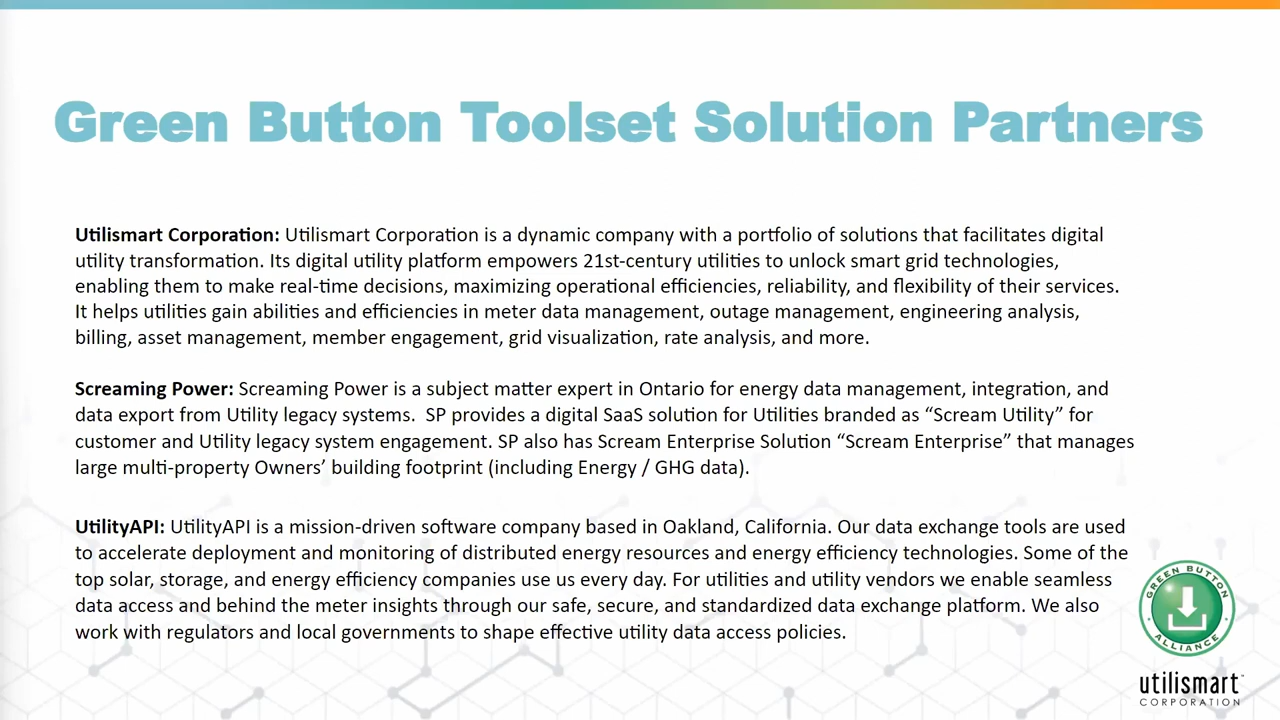 Green Button Toolset Solution Partners
Utilismart Corporation: Utilismart Corporation is a dynamic company with a portfolio of solutions that facilitates digital
utility transformation. Its digital utility platform empowers 21st-century utilities to unlock smart grid technologies,
enabling them to make real-time decisions, maximizing operational efficiencies, reliability, and flexibility of their services.
It helps utilities gain abilities and efficiencies in meter data management, outage management, engineering analysis,
billing, asset management, member engagement, grid visualization, rate analysis, and more.
Screaming Power: Screaming Power is a subject matter expert in Ontario for energy data management, integration, and
data export from Utility legacy systems.  SP provides a digital SaaS solution for Utilities branded as “Scream Utility” for
customer and Utility legacy system engagement. SP also has Scream Enterprise Solution “Scream Enterprise” that manages
large multi-property Owners’ building footprint (including Energy / GHG data).
UtilityAPI: UtilityAPI is a mission-driven software company based in Oakland, California. Our data exchange tools are used
to accelerate deployment and monitoring of distributed energy resources and energy efficiency technologies. Some of the
top solar, storage, and energy efficiency companies use us every day. For utilities and utility vendors we enable seamless
data access and behind the meter insights through our safe, secure, and standardized data exchange platform. We also
work with regulators and local governments to shape effective utility data access policies.
GREEN BUTTON
ALLIANCE
utilismart
CORPORATION